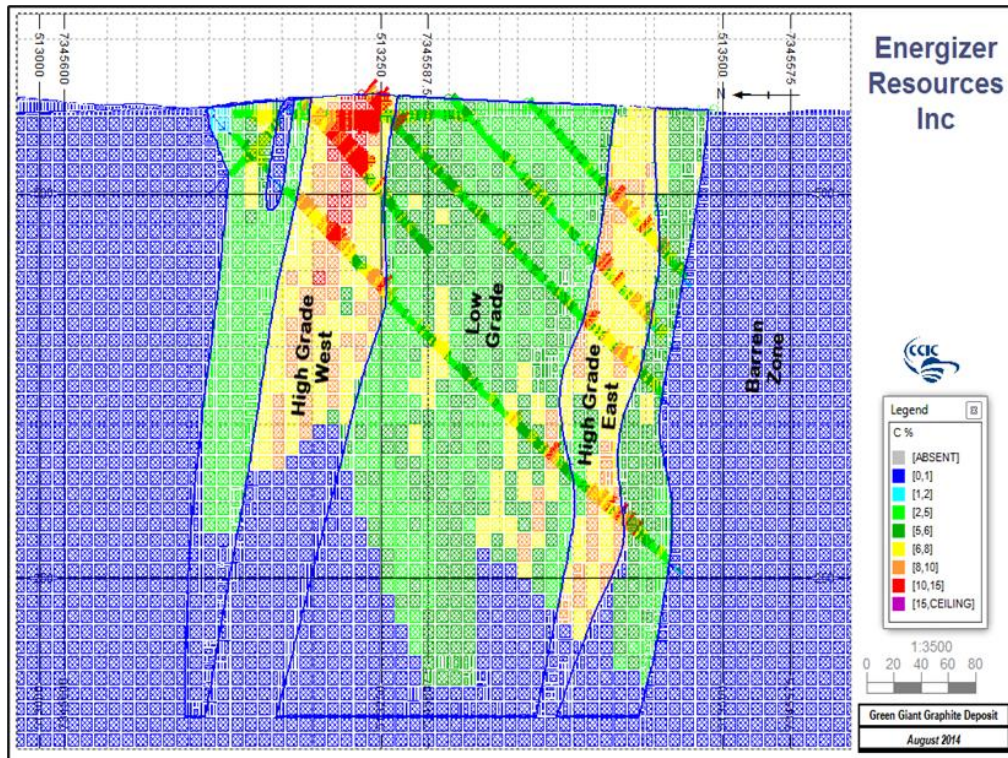 513000
7345600
513250
7345587.5
513500
7345575
N
Energizer
Resources
Inc
High Grade
West
Low
Grade
High Grade
East
Barren
Zone
CCIC
Legend
C %
[ABSENT]
[0,1]
[1,2]
[2,5]
[5,6]
[6,8]
[8,10]
[10,15]
[15,CEILING]
1:3500
0 20 40 60 80
Green Giant Graphite Deposit
August 2014